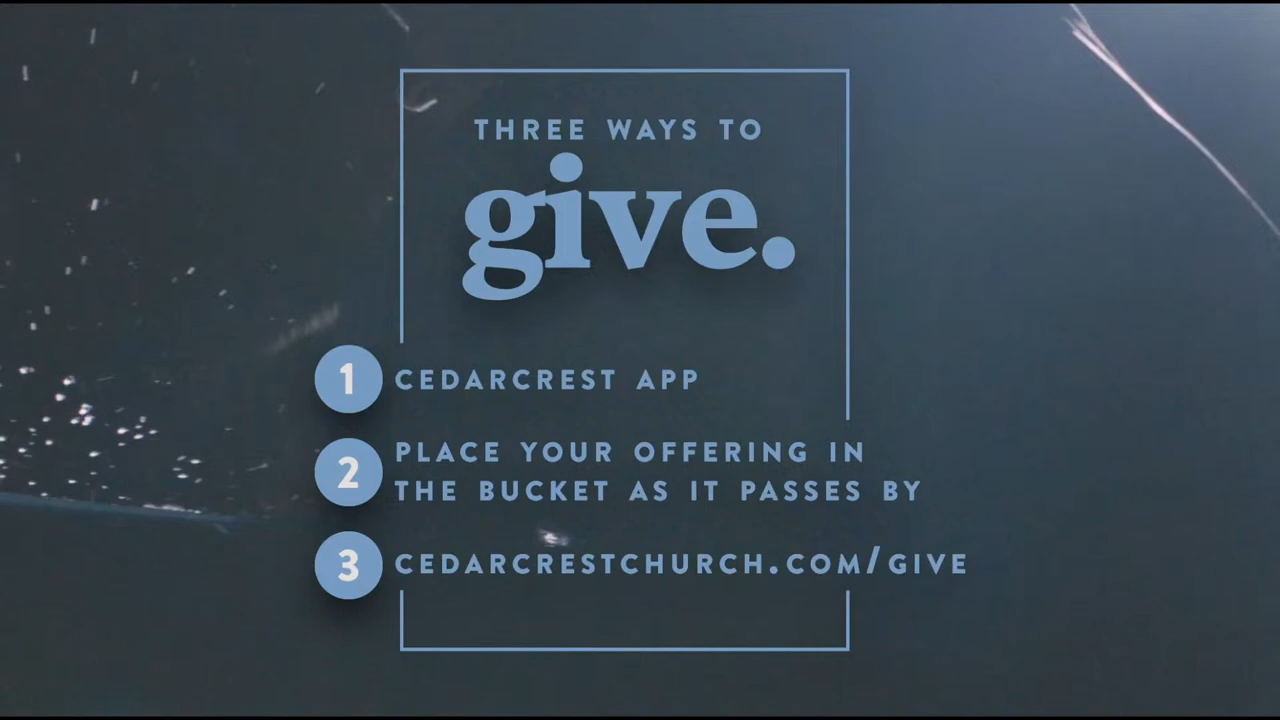 THREE WAYS TO
give.
1 CEDARCREST APP
2 PLACE YOUR OFFERING IN
THE BUCKET AS IT PASSES BY
3 CEDARCRESTCHURCH.COM/GIVE